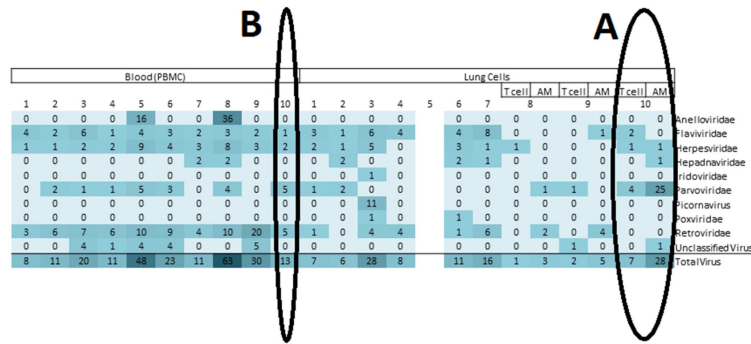 B A
Blood (PBMC) Lung Cells
T cell AM T cell AM T cell AM
1 2 3 4 5 6 7 8 9 10 1 2 3 4 5 6 7 8 9 10
0 0 0 0 16 0 0 36 0 0 0 0 0 0 0 0 0 0 0 0 0 0 Anelloviridae
4 2 6 1 4 3 2 3 2 1 3 1 6 4 4 8 0 0 0 1 2 0 Flaviviridae
1 1 2 2 9 4 3 8 3 2 2 1 5 0 3 1 1 0 0 0 1 1 Herpesviridae
0 0 0 0 0 0 2 2 0 0 0 2 0 0 2 1 0 0 0 0 0 1 Hepadnaviridae
0 0 0 0 0 0 0 0 0 0 0 0 1 0 0 0 0 0 0 0 0 0 Iridoviridae
0 2 1 1 5 3 0 4 0 5 1 2 0 0 0 0 0 1 1 0 4 25 Parvoviridae
0 0 0 0 0 0 0 0 0 0 0 0 11 0 0 0 0 0 0 0 0 0 Picornavirus
0 0 0 0 0 0 0 0 0 0 0 0 1 0 1 0 0 0 0 0 0 0 Poxviridae
3 6 7 6 10 9 4 10 20 5 1 0 4 4 1 6 0 2 0 4 0 0 Retroviridae
0 0 4 1 4 4 0 0 5 0 0 0 0 0 0 0 0 0 1 0 0 1 Unclassified Virus
8 11 20 11 48 23 11 63 30 13 7 6 28 4 11 16 1 3 2 5 7 28 Total Virus